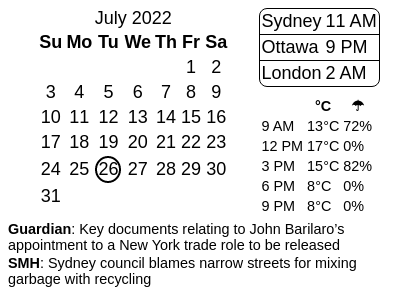 July 2022
Su Mo Tu We Th Fr Sa
1 2
3 4 5 6 7 8 9
10 11 12 13 14 15 16
17 18 19 20 21 22 23
24 25 26 27 28 29 30
31
Sydney 11 AM
Ottawa 9 PM
London 2 AM
°C ☂
9 AM 13°C 72%
12 PM 17°C 0%
3 PM 15°C 82%
6 PM 8°C 0%
9 PM 8°C 0%
Guardian: Key documents relating to John Barilaro’s
appointment to a New York trade role to be released
SMH: Sydney council blames narrow streets for mixing
garbage with recycling